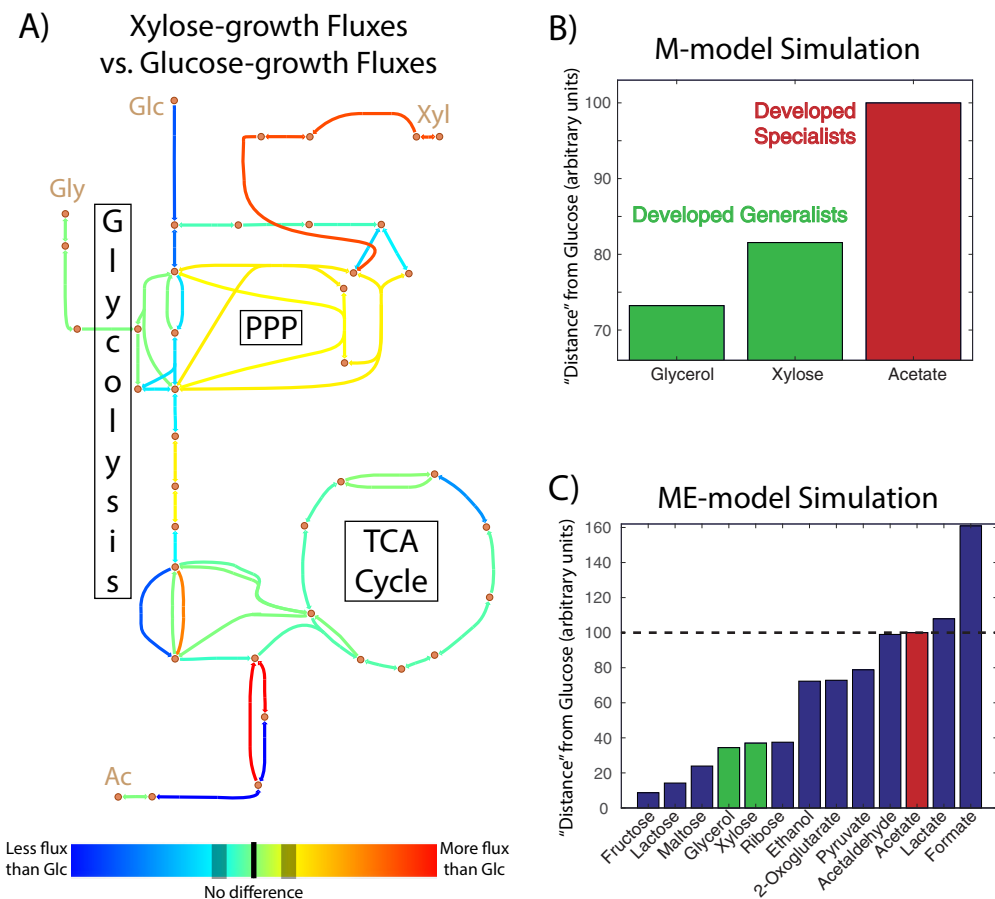 A)
Xylose-growth Fluxes
vs. Glucose-growth Fluxes
Glc
Xyl
Gly
G
l
y
c
o
l
y
s
i
s
PPP
TCA
Cycle
Ac
Less flux
than Glc
More flux
than Glc
No difference
B)
M-model Simulation
"Distance" from Glucose (arbitrary units)
100
90
80
70
Developed
Specialists
Developed Generalists
Glycerol
Xylose
Acetate
C)
ME-model Simulation
"Distance" from Glucose (arbitrary units)
160
140
120
100
80
60
40
20
0
Fructose
Lactose
Maltose
Glycerol
Xylose
Ribose
Ethanol
2-Oxoglutarate
Pyruvate
Acetaldehyde
Acetate
Lactate
Formate